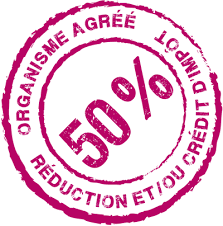 ORGANISME AGRÉÉ
50%
RÉDUCTION ET/OU CRÉDIT D'IMPÔT